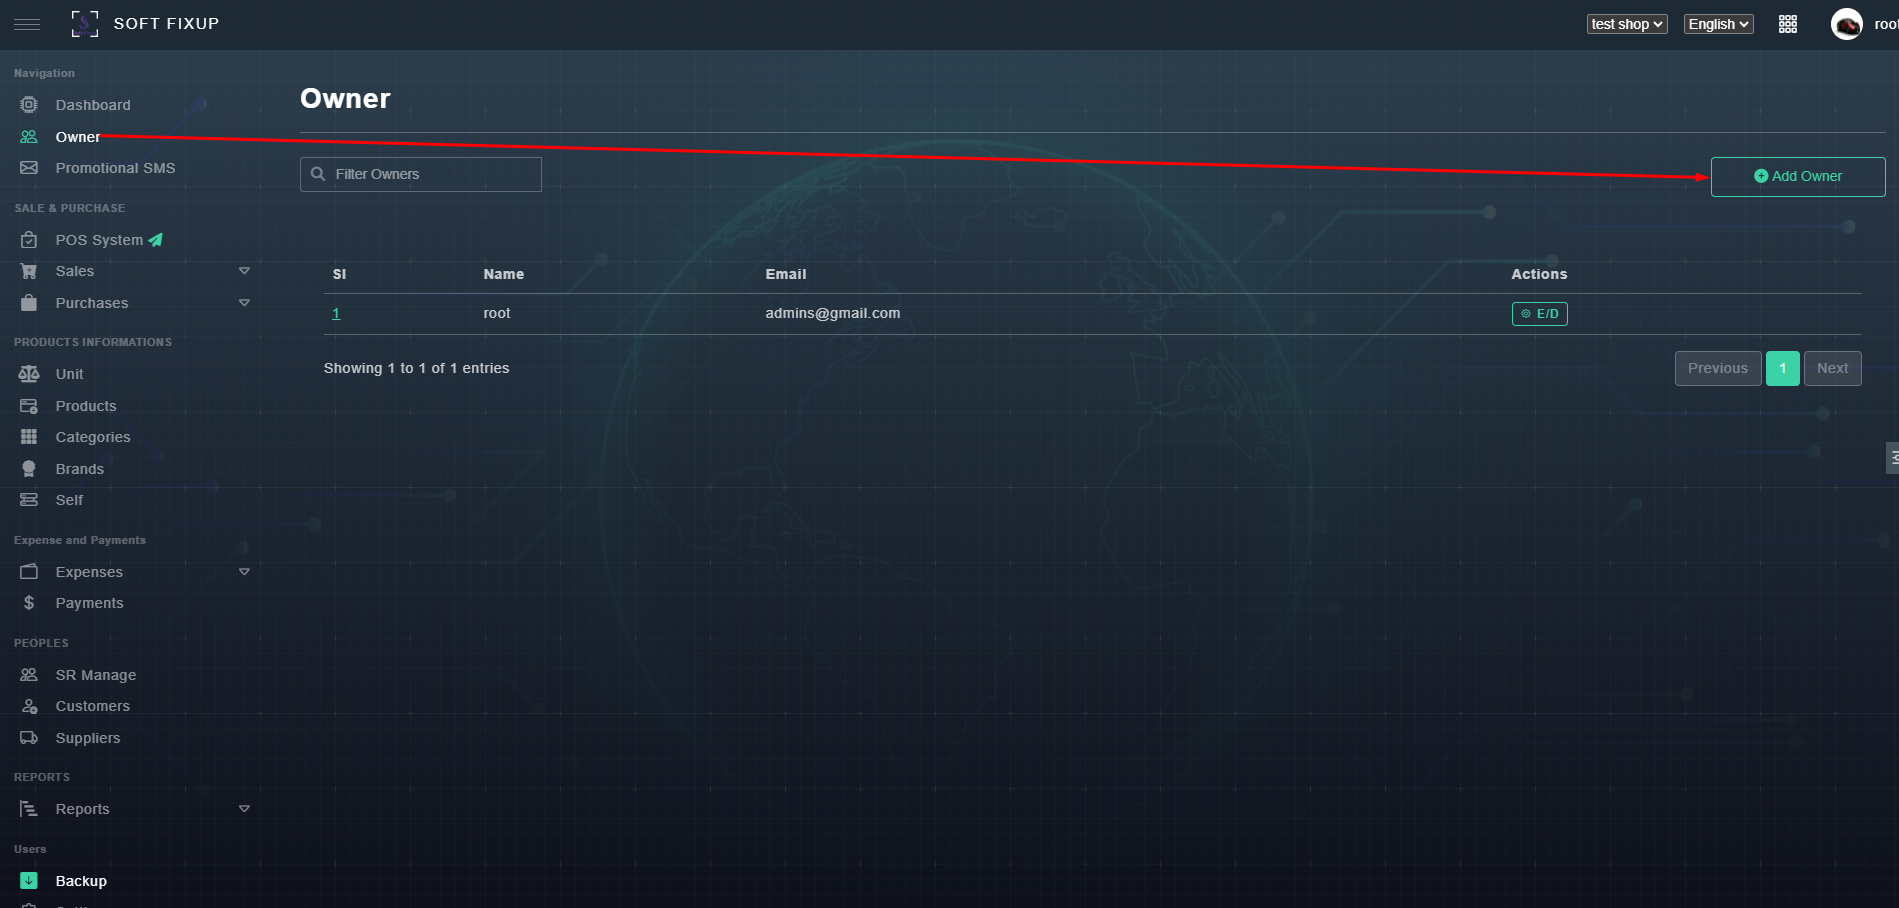 SOFT FIXUP
test shop
English
Navigation
Dashboard
Owner
Promotional SMS
SALE & PURCHASE
POS System
Sales
Purchases
PRODUCTS INFORMATIONS
Unit
Products
Categories
Brands
Self
Expense and Payments
Expenses
Payments
PEOPLES
SR Manage
Customers
Suppliers
REPORTS
Reports
Users
Backup
Owner
Filter Owners
Add Owner
Sl Name Email Actions
1 root admins@gmail.com E/D
Showing 1 to 1 of 1 entries
Previous 1 Next